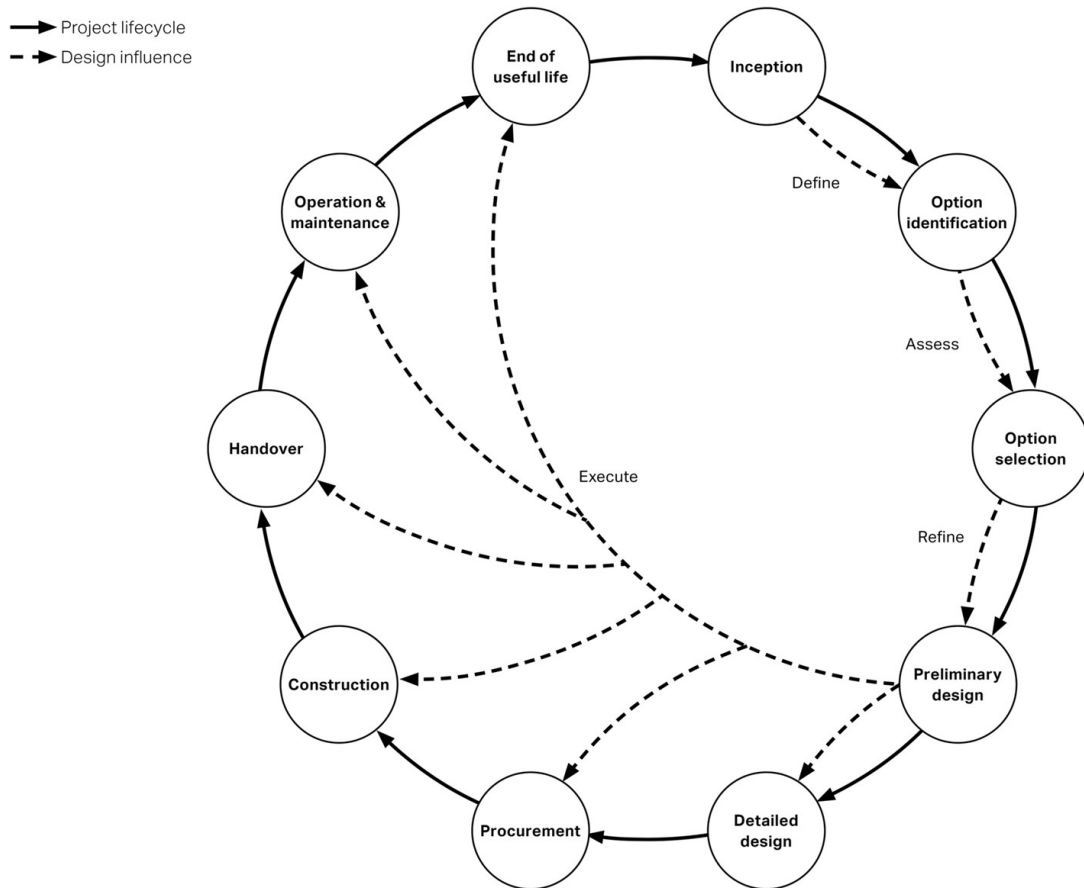 Project lifecycle
Design influence
End of
useful life
Inception
Define
Option
identification
Operation &
maintenance
Assess
Option
selection
Handover
Execute
Refine
Preliminary
design
Construction
Detailed
design
Procurement